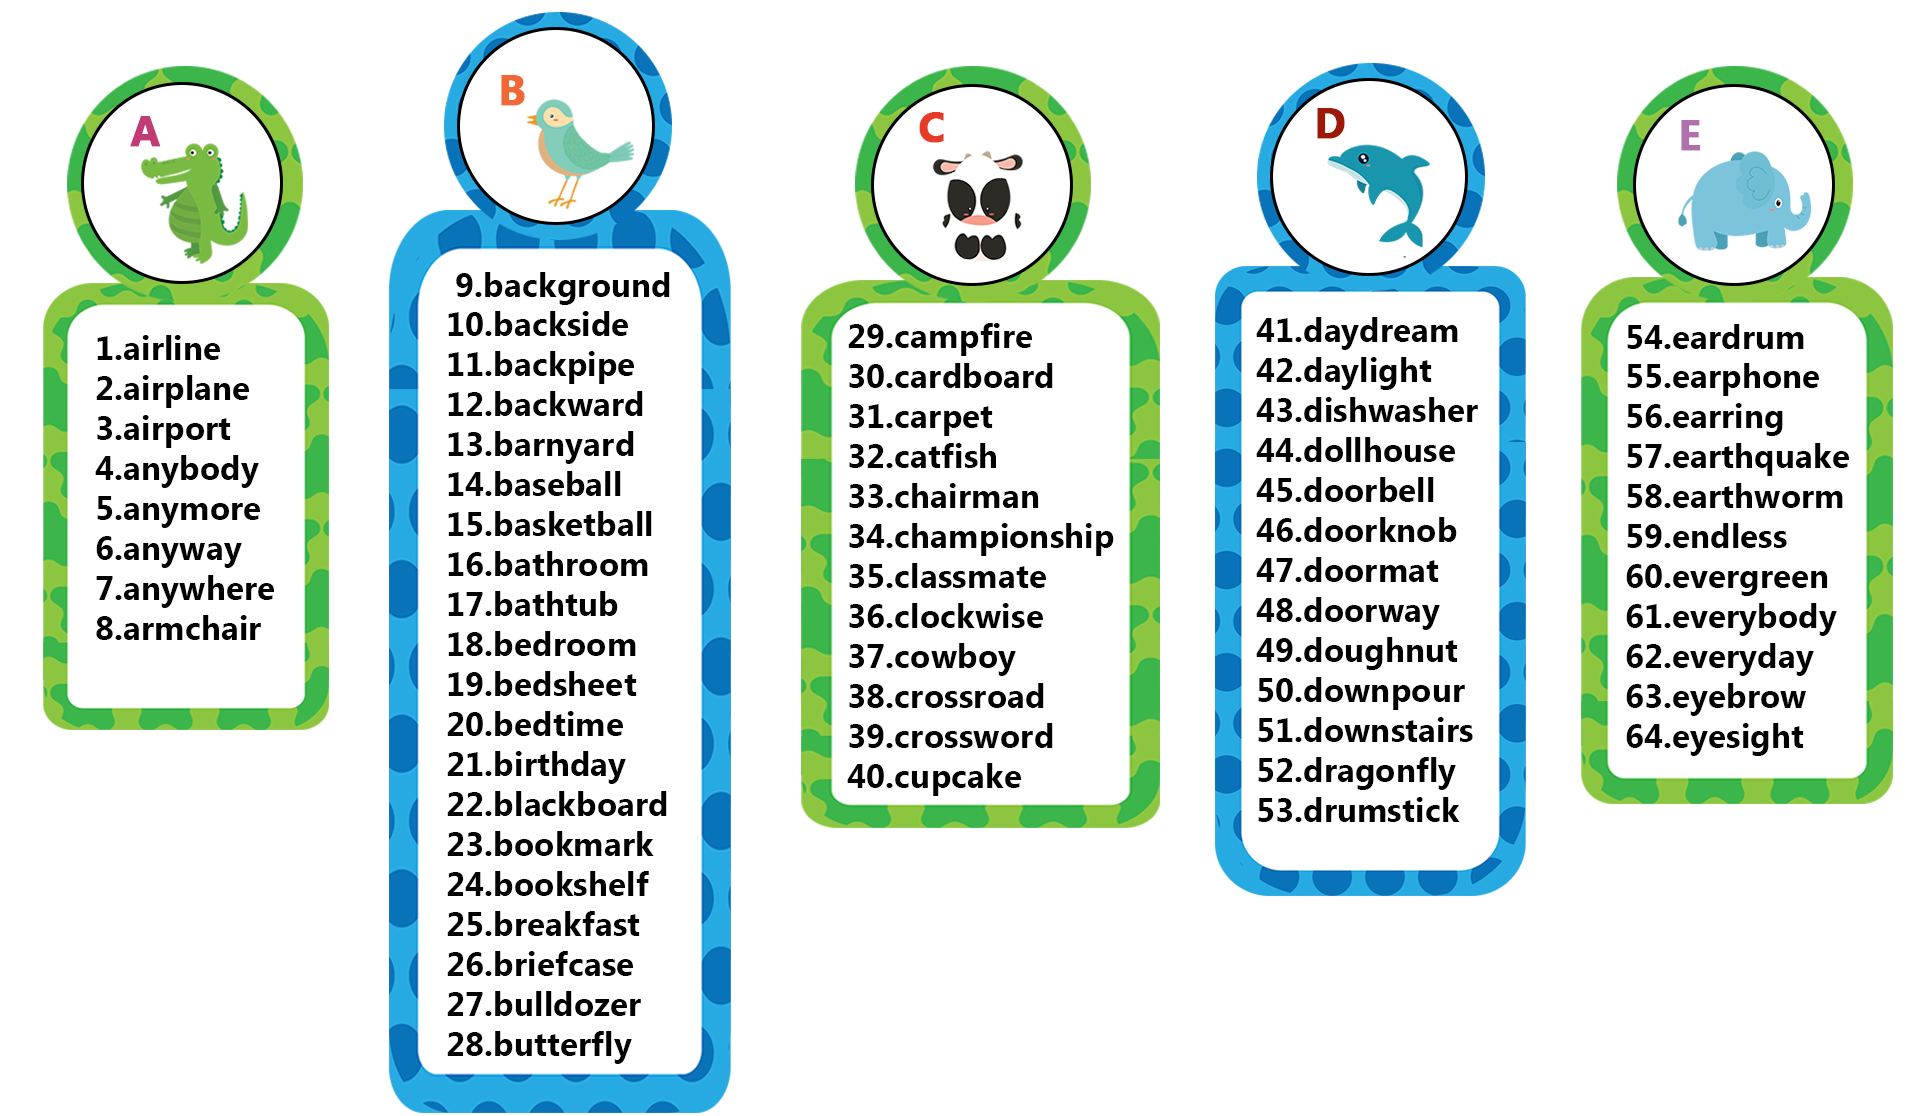 A
1.airline
2.airplane
3.airport
4.anybody
5.anymore
6.anyway
7.anywhere
8.armchair
B
9.background
10.backside
11.backpipe
12.backward
13.barnyard
14.baseball
15.basketball
16.bathroom
17.bathtub
18.bedroom
19.bedsheet
20.bedtime
21.birthday
22.blackboard
23.bookmark
24.bookshelf
25.breakfast
26.briefcase
27.bulldozer
28.butterfly
C
29.campfire
30.cardboard
31.carpet
32.catfish
33.chairman
34.championship
35.classmate
36.clockwise
37.cowboy
38.crossroad
39.crossword
40.cupcake
D
41.daydream
42.daylight
43.dishwasher
44.dollhouse
45.doorbell
46.doorknob
47.doormat
48.doorway
49.doughnut
50.downpour
51.downstairs
52.dragonfly
53.drumstick
E
54.eardrum
55.earphone
56.earring
57.earthquake
58.earthworm
59.endless
60.evergreen
61.everybody
62.everyday
63.eyebrow
64.eyesight